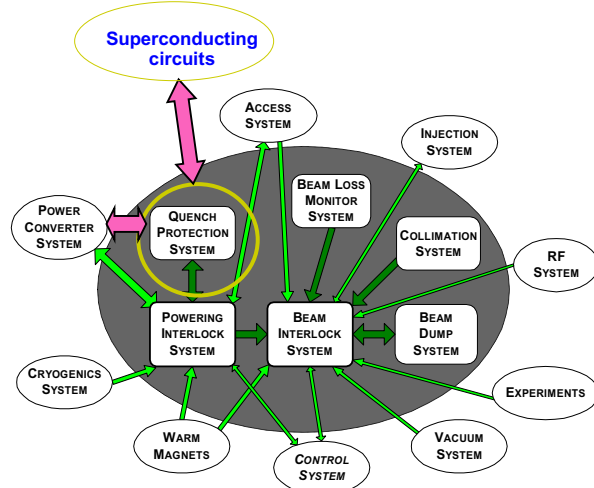 Superconducting
circuits
ACCESS
SYSTEM
INJECTION
SYSTEM
BEAM LOSS
MONITOR
SYSTEM
POWER
CONVERTER
SYSTEM
QUENCH
PROTECTION
SYSTEM
COLLIMATION
SYSTEM
RF
SYSTEM
POWERING
INTERLOCK
SYSTEM
BEAM
INTERLOCK
SYSTEM
BEAM
DUMP
SYSTEM
CRYOGENICS
SYSTEM
EXPERIMENTS
WARM
MAGNETS
CONTROL
SYSTEM
VACUUM
SYSTEM